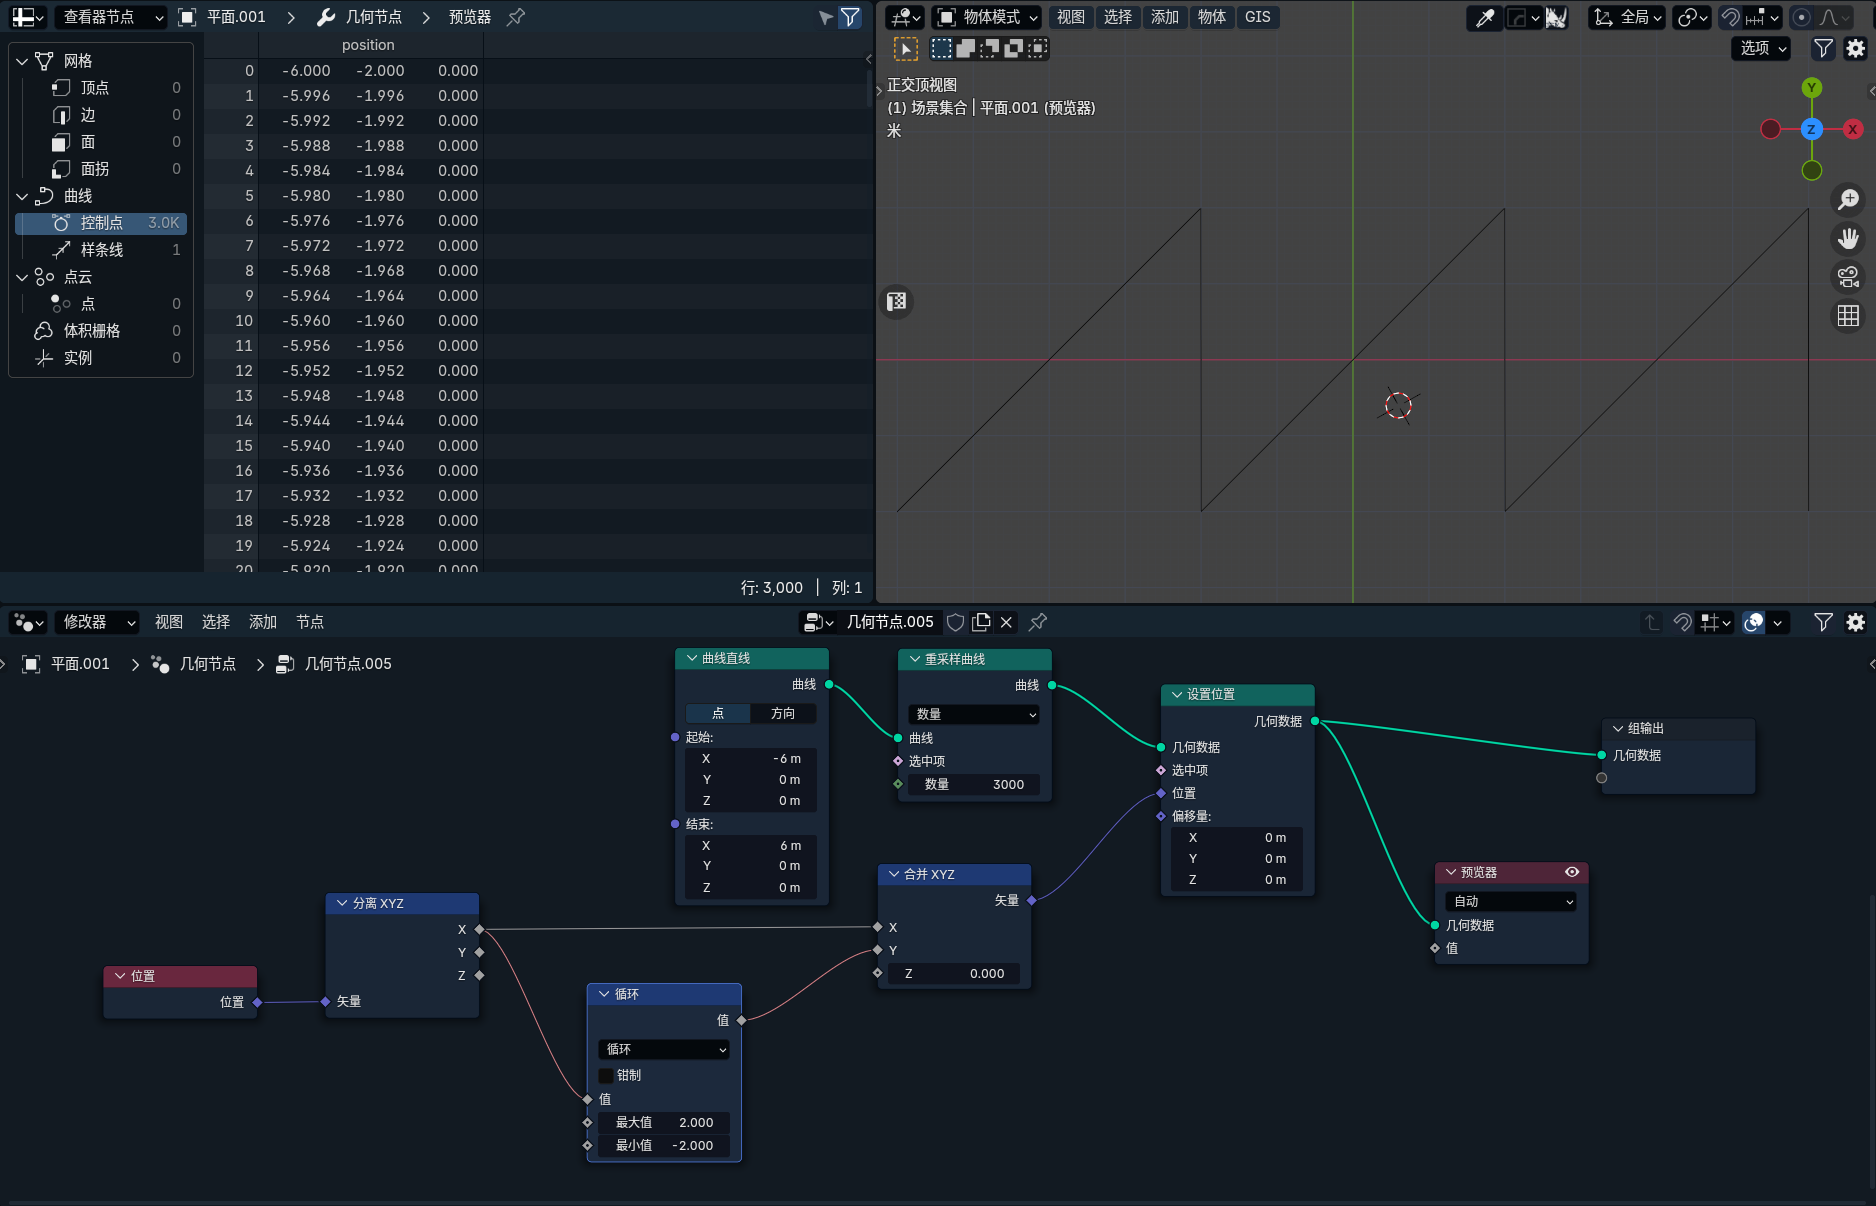 查看器节点 平面.001 几何节点 预览器
网格
顶点 0
边 0
面 0
面拐 0
曲线
控制点 3.0K
样条线 1
点云
点 0
体积栅格 0
实例 0
position
0 -6.000 -2.000 0.000
1 -5.996 -1.996 0.000
2 -5.992 -1.992 0.000
3 -5.988 -1.988 0.000
4 -5.984 -1.984 0.000
5 -5.980 -1.980 0.000
6 -5.976 -1.976 0.000
7 -5.972 -1.972 0.000
8 -5.968 -1.968 0.000
9 -5.964 -1.964 0.000
10 -5.960 -1.960 0.000
11 -5.956 -1.956 0.000
12 -5.952 -1.952 0.000
13 -5.948 -1.948 0.000
14 -5.944 -1.944 0.000
15 -5.940 -1.940 0.000
16 -5.936 -1.936 0.000
17 -5.932 -1.932 0.000
18 -5.928 -1.928 0.000
19 -5.924 -1.924 0.000
20 -5.920 -1.920 0.000
行: 3,000 | 列: 1
物体模式 视图 选择 添加 物体 GIS 全局
选项
正交顶视图
(1) 场景集合 | 平面.001 (预览器)
米
Y
Z
X
修改器 视图 选择 添加 节点 几何节点.005
平面.001 几何节点 几何节点.005
位置
位置
分离 XYZ
X
Y
Z
矢量
循环
值
循环
钳制
值
最大值 2.000
最小值 -2.000
曲线直线
曲线
点 方向
起始:
X -6 m
Y 0 m
Z 0 m
结束:
X 6 m
Y 0 m
Z 0 m
重采样曲线
曲线
数量
曲线
选中项
数量 3000
合并 XYZ
矢量
X
Y
Z 0.000
设置位置
几何数据
几何数据
选中项
位置
偏移量:
X 0 m
Y 0 m
Z 0 m
组输出
几何数据
预览器
自动
几何数据
值